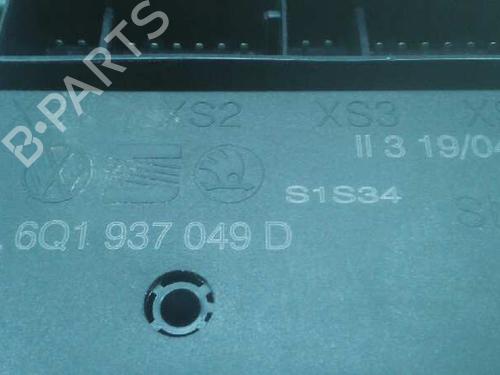 B-PARTS
XS2 XS3
II 3 19/04
S1S34
6Q1 937 049 D